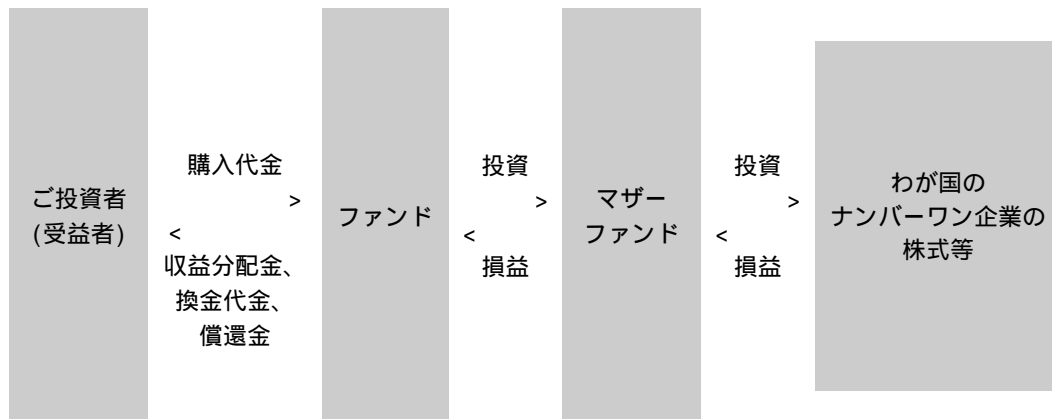 ご投資者
(受益者)
購入代金
>
<
収益分配金、
換金代金、
償還金
ファンド
投資
>
<
損益
マザー
ファンド
投資
>
<
損益
わが国の
ナンバーワン企業の
株式等